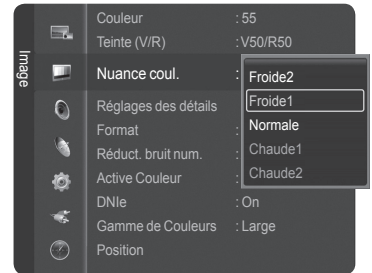 Image
Couleur : 55
Teinte (V/R) : V50/R50
Nuance coul. :
Froide2
Froide1
Normale
Chaude1
Chaude2
Réglages des détails
Format :
Réduct. bruit num. :
Active Couleur :
DNIe : On
Gamme de Couleurs : Large
Position